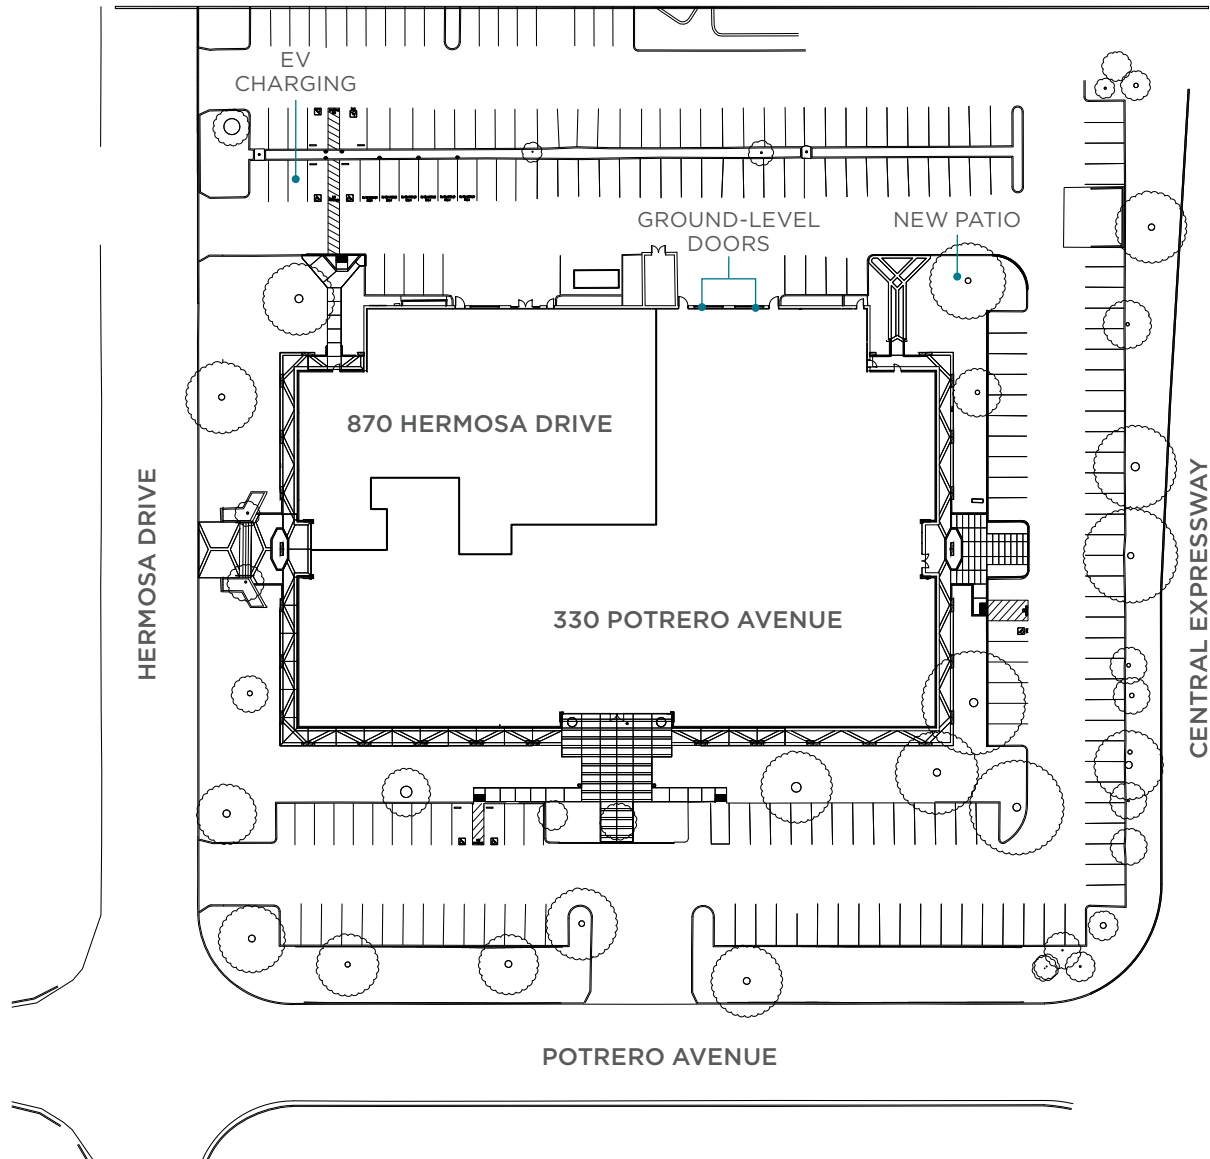 EV
CHARGING
GROUND-LEVEL
DOORS
NEW PATIO
870 HERMOSA DRIVE
HERMOSA DRIVE
330 POTRERO AVENUE
CENTRAL EXPRESSWAY
POTRERO AVENUE